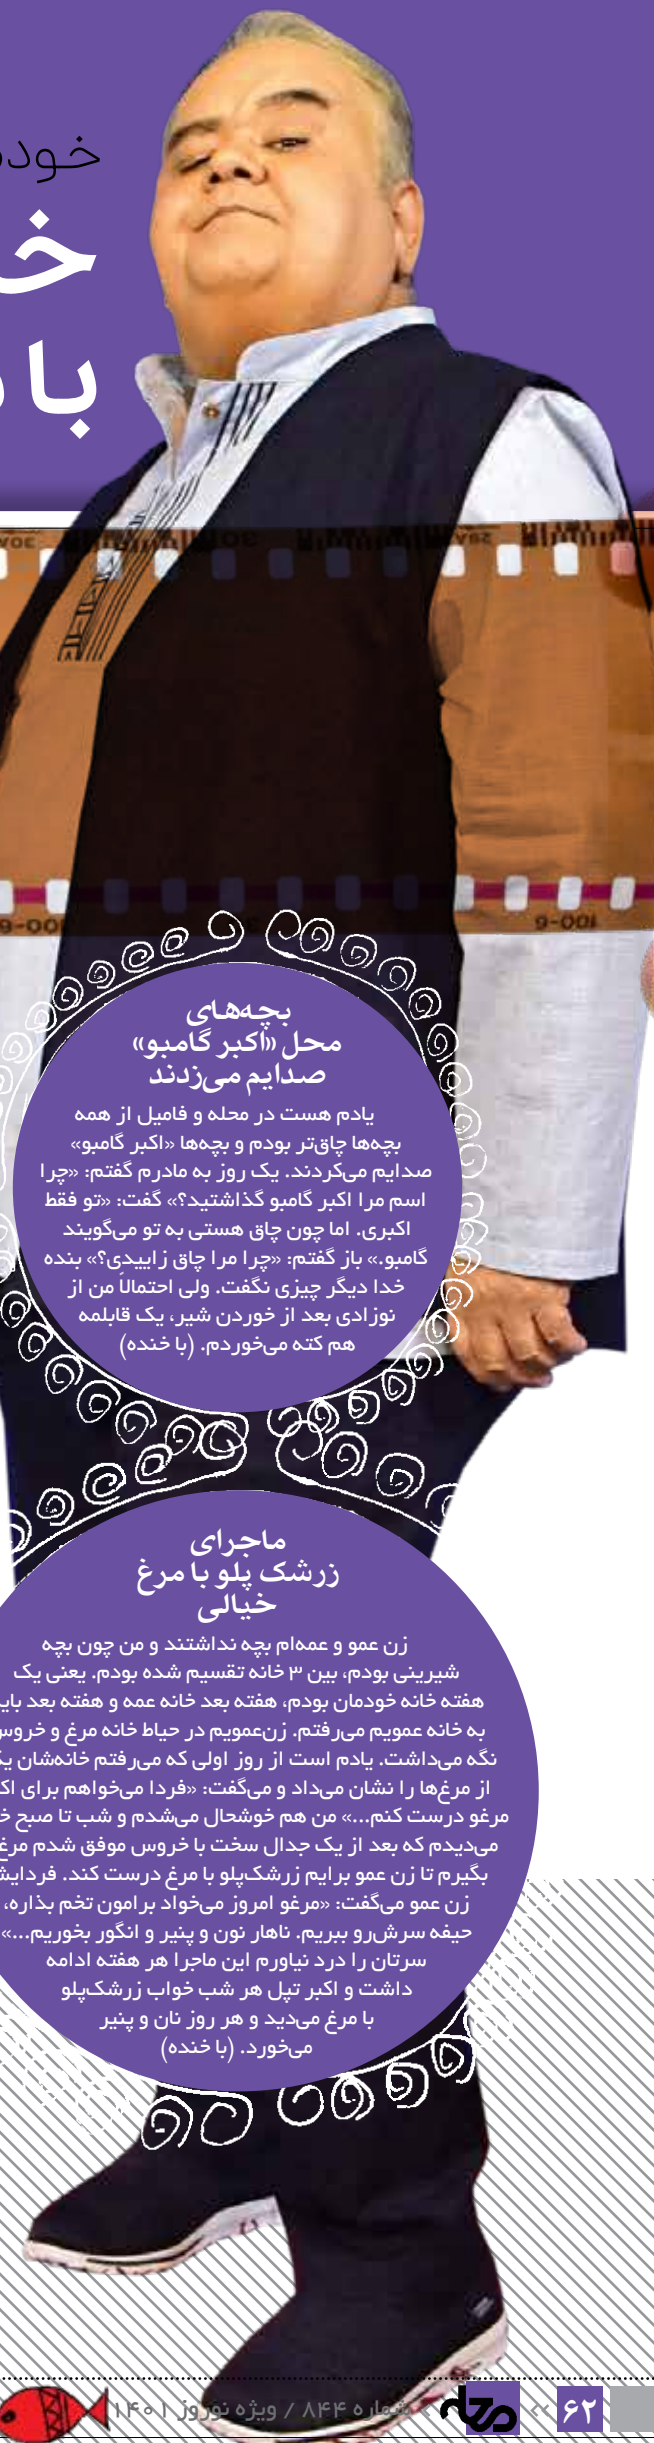 بچه‌های
محل «اکبر گامبو»
صدایم می‌زدند
یادم هست در محله و فامیل از همه
بچه‌ها چاق‌تر بودم و بچه‌ها «اکبر گامبو»
صدایم می‌کردند. یک روز به مادرم گفتم: «چرا
اسم مرا اکبر گامبو گذاشتید؟» گفت: «تو فقط
اکبری. اما چون چاق هستی به تو می‌گویند
گامبو.» باز گفتم: «چرا مرا چاق زاییدی؟» بنده
خدا دیگر چیزی نگفت. ولی احتمالاً من از
نوزادی بعد از خوردن شیر، یک قابلمه
هم کته می‌خوردم. (با خنده)
ماجرای
زرشک پلو با مرغ
خیالی
زن عمو و عمه‌ام بچه نداشتند و من چون بچه
شیرینی بودم، بین ۳ خانه تقسیم شده بودم. یعنی یک
هفته خانه خودمان بودم، هفته بعد خانه عمه و هفته بعد
به خانه عمویم می‌رفتم. زن‌عمویم در حیاط خانه مرغ و خروس
نگه می‌داشت. یادم است از روز اولی که می‌رفتم خانه‌شان
از مرغ‌ها را نشان می‌داد و می‌گفت: «فردا می‌خواهم برای
مرغو درست کنم...» من هم خوشحال می‌شدم و شب تا صبح
می‌دیدم که بعد از یک جدال سخت با خروس موفق شدم مرغ
بگیرم تا زن عمو برایم زرشک‌پلو با مرغ درست کند. فردایش
زن عمو می‌گفت: «مرغو امروز می‌خواد برامون تخم بذاره،
حیفه سرش‌رو ببریم. ناهار نون و پنیر و انگور بخوریم...»
سرتان را درد نیاورم این ماجرا هر هفته ادامه
داشت و اکبر تپل هر شب خواب زرشک‌پلو
با مرغ می‌دید و هر روز نان و پنیر
می‌خورد. (با خنده)
۶۲ » شماره ۸۴۴ / ویژه نوروز ۱۴۰۱